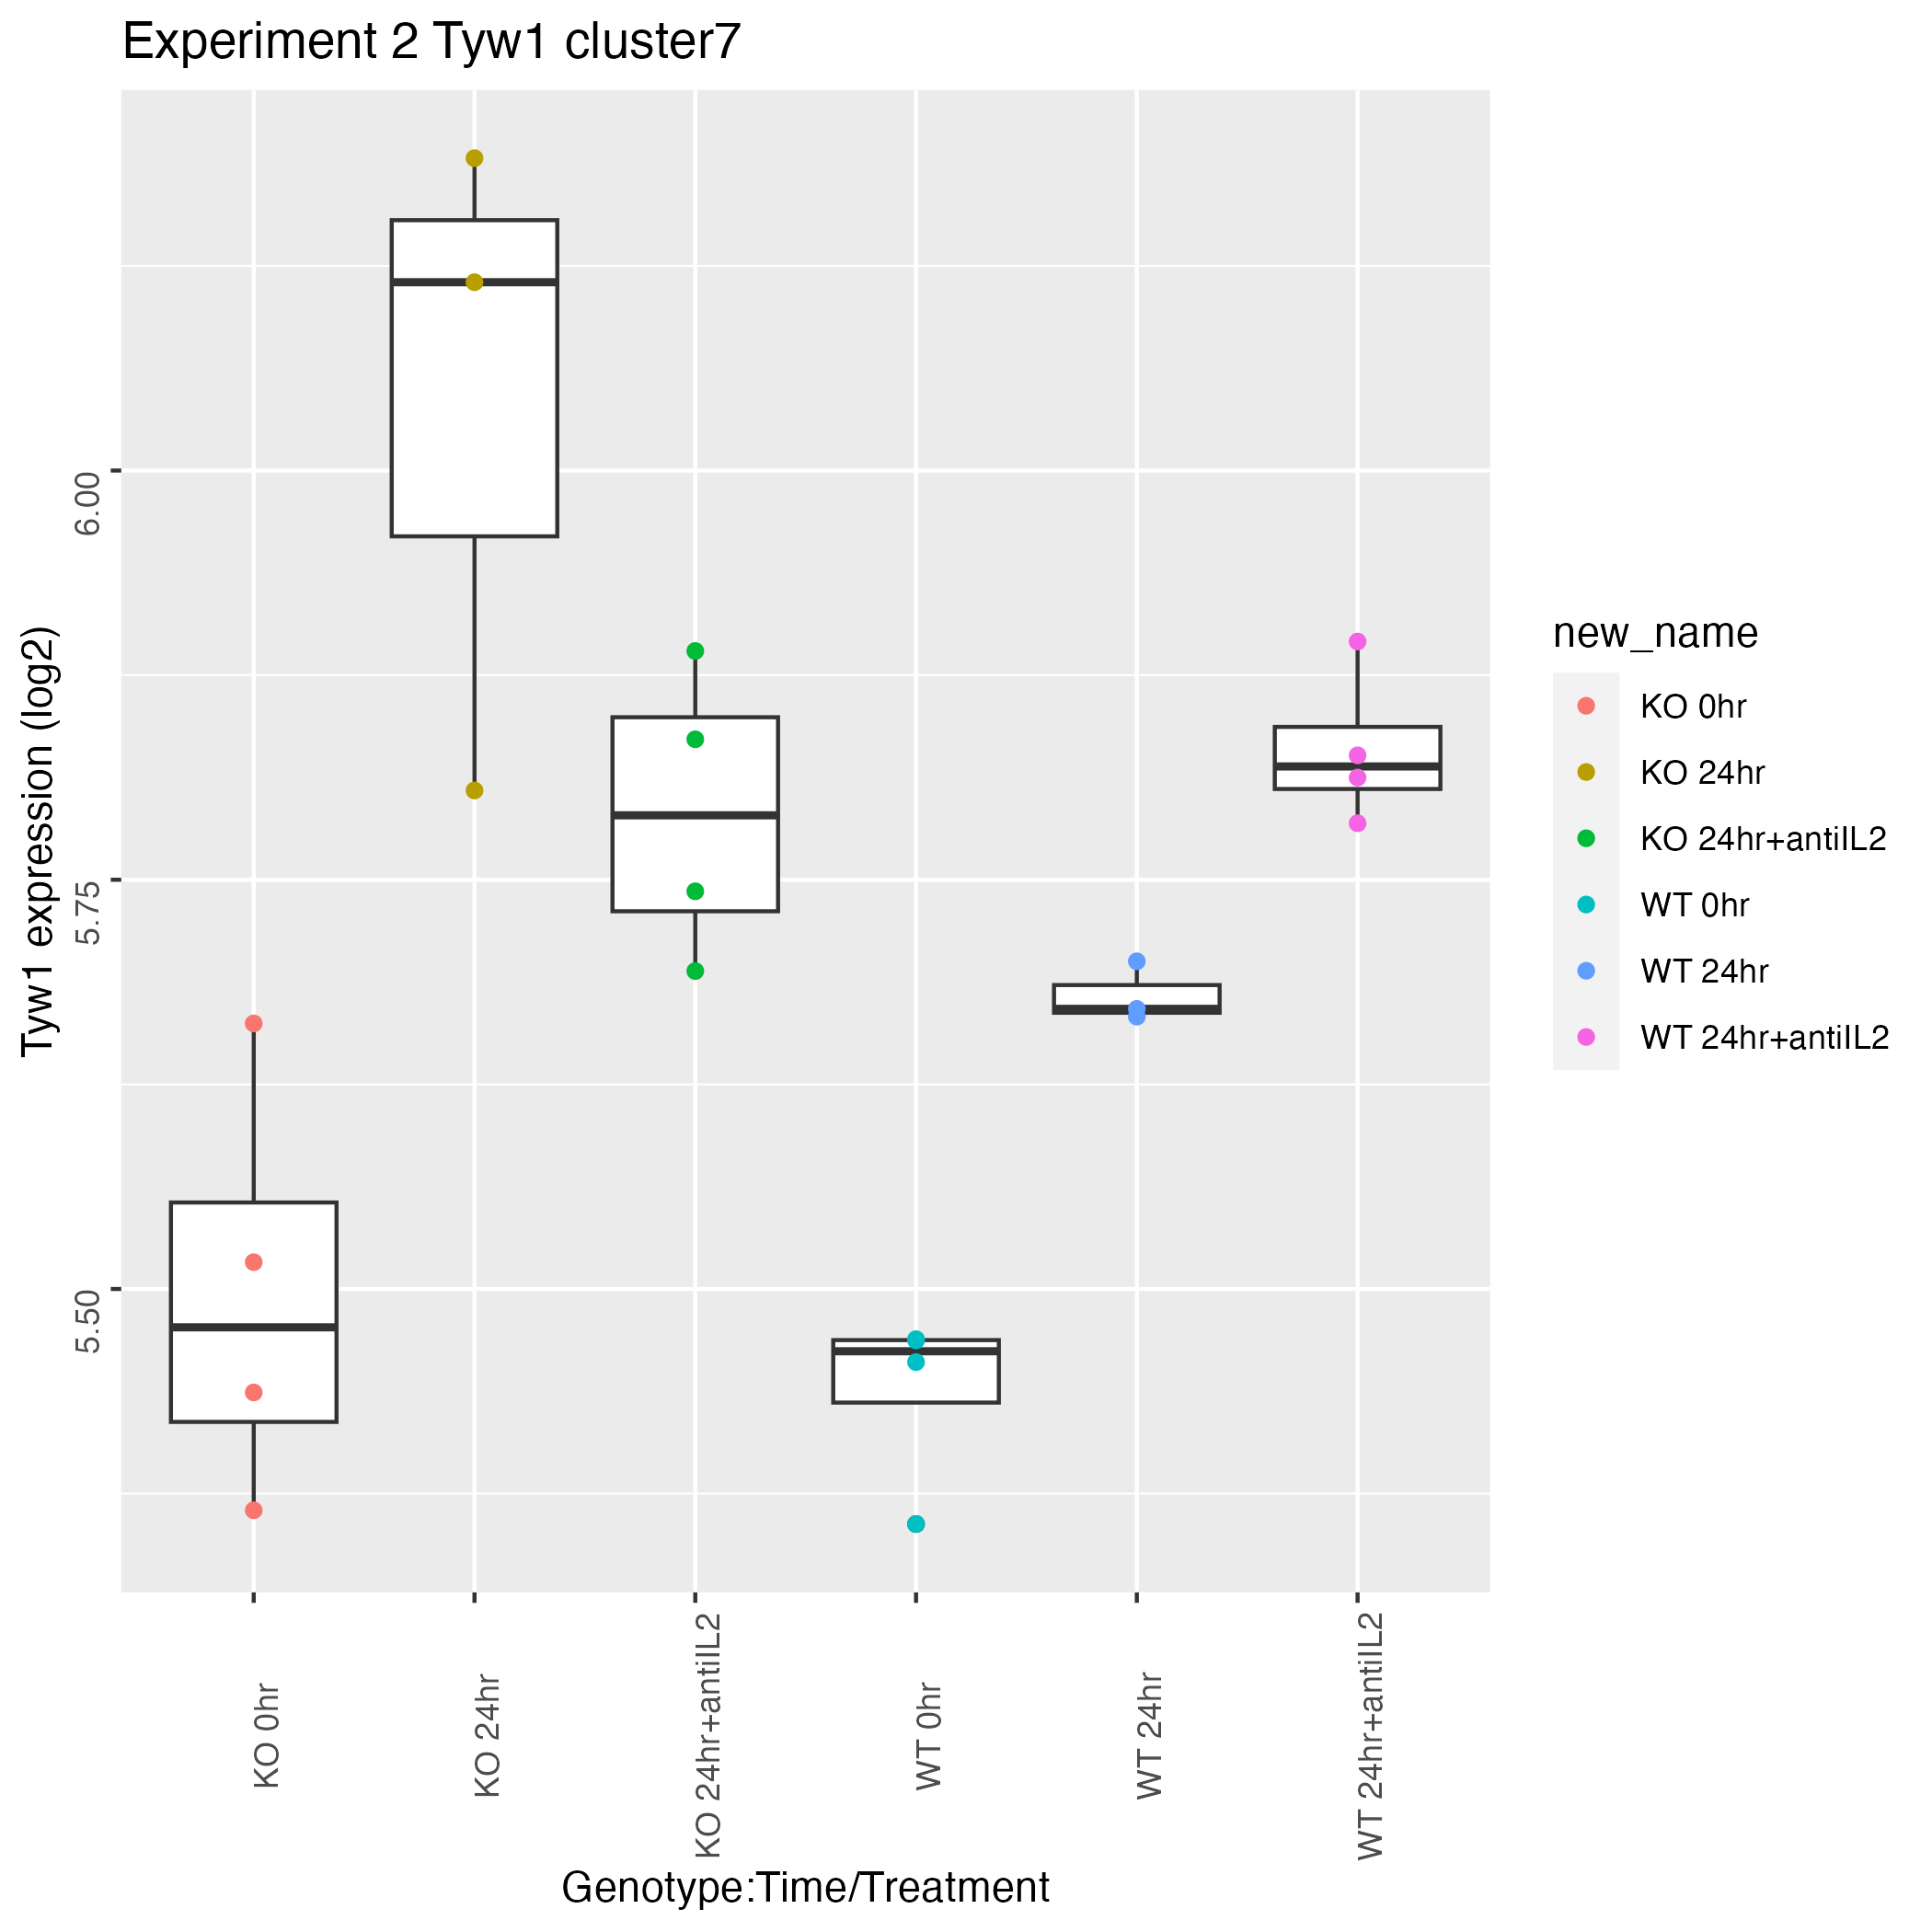 Experiment 2 Tyw1 cluster7
Tyw1 expression (log2)
6.00
5.75
5.50
KO 0hr
KO 24hr
KO 24hr+antiIL2
WT 0hr
WT 24hr
WT 24hr+antiIL2
Genotype:Time/Treatment
new_name
KO 0hr
KO 24hr
KO 24hr+antiIL2
WT 0hr
WT 24hr
WT 24hr+antiIL2